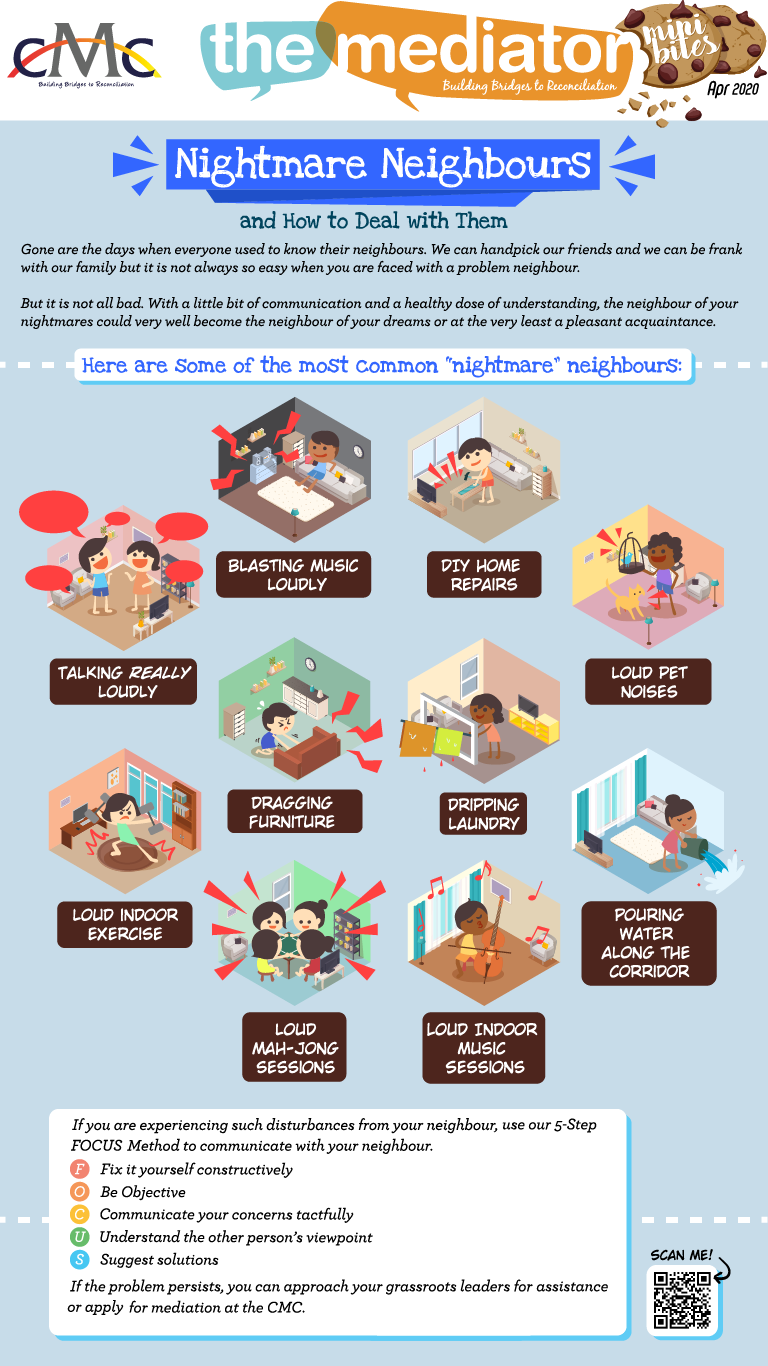 CMC
Building Bridges to Reconciliation
the mediator
Building Bridges to Reconciliation
mini
bites
Apr 2020
Nightmare Neighbours
and How to Deal with Them
Gone are the days when everyone used to know their neighbours. We can handpick our friends and we can be frank
with our family but it is not always so easy when you are faced with a problem neighbour.
But it is not all bad. With a little bit of communication and a healthy dose of understanding, the neighbour of your
nightmares could very well become the neighbour of your dreams or at the very least a pleasant acquaintance.
Here are some of the most common "nightmare" neighbours:
BLASTING MUSIC
LOUDLY
DIY HOME
REPAIRS
TALKING REALLY
LOUDLY
LOUD PET
NOISES
DRAGGING
FURNITURE
DRIPPING
LAUNDRY
LOUD INDOOR
EXERCISE
POURING
WATER
ALONG THE
CORRIDOR
LOUD
MAH-JONG
SESSIONS
LOUD INDOOR
MUSIC
SESSIONS
If you are experiencing such disturbances from your neighbour, use our 5-Step
FOCUS Method to communicate with your neighbour.
F Fix it yourself constructively
O Be Objective
C Communicate your concerns tactfully
U Understand the other person's viewpoint
S Suggest solutions
If the problem persists, you can approach your grassroots leaders for assistance
or apply for mediation at the CMC.
SCAN ME!